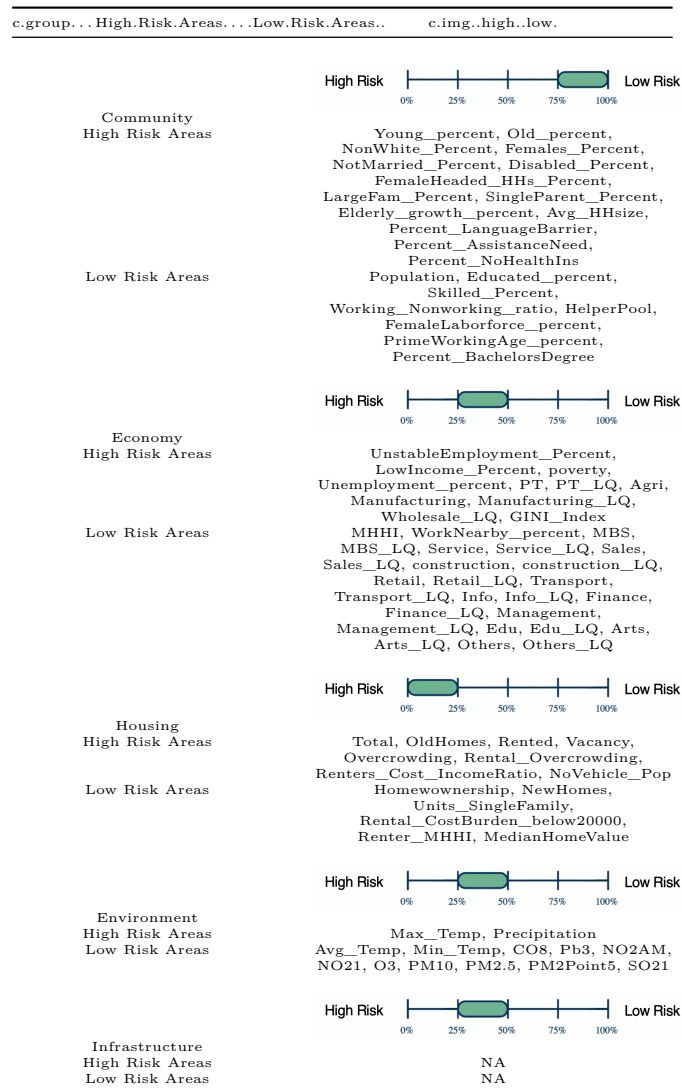 c.group...High.Risk.Areas....Low.Risk.Areas.. c.img..high..low.
High Risk Low Risk
0% 25% 50% 75% 100%
Community
High Risk Areas Young_percent, Old_percent,
NonWhite_Percent, Females_Percent,
NotMarried_Percent, Disabled_Percent,
FemaleHeaded_HHs_Percent,
LargeFam_Percent, SingleParent_Percent,
Elderly_growth_percent, Avg_HHsize,
Percent_LanguageBarrier,
Percent_AssistanceNeed,
Percent_NoHealthIns
Low Risk Areas Population, Educated_percent,
Skilled_Percent,
Working_Nonworking_ratio, HelperPool,
FemaleLaborforce_percent,
PrimeWorkingAge_percent,
Percent_BachelorsDegree
High Risk Low Risk
0% 25% 50% 75% 100%
Economy
High Risk Areas UnstableEmployment_Percent,
LowIncome_Percent, poverty,
Unemployment_percent, PT, PT_LQ, Agri,
Manufacturing, Manufacturing_LQ,
Wholesale_LQ, GINI_Index
Low Risk Areas MHHI, WorkNearby_percent, MBS,
MBS_LQ, Service, Service_LQ, Sales,
Sales_LQ, construction, construction_LQ,
Retail, Retail_LQ, Transport,
Transport_LQ, Info, Info_LQ, Finance,
Finance_LQ, Management,
Management_LQ, Edu, Edu_LQ, Arts,
Arts_LQ, Others, Others_LQ
High Risk Low Risk
0% 25% 50% 75% 100%
Housing
High Risk Areas Total, OldHomes, Rented, Vacancy,
Overcrowding, Rental_Overcrowding,
Renters_Cost_IncomeRatio, NoVehicle_Pop
Low Risk Areas Homewownership, NewHomes,
Units_SingleFamily,
Rental_CostBurden_below20000,
Renter_MHHI, MedianHomeValue
High Risk Low Risk
0% 25% 50% 75% 100%
Environment
High Risk Areas Max_Temp, Precipitation
Low Risk Areas Avg_Temp, Min_Temp, CO8, Pb3, NO2AM,
NO21, O3, PM10, PM2.5, PM2Point5, SO21
High Risk Low Risk
0% 25% 50% 75% 100%
Infrastructure
High Risk Areas NA
Low Risk Areas NA